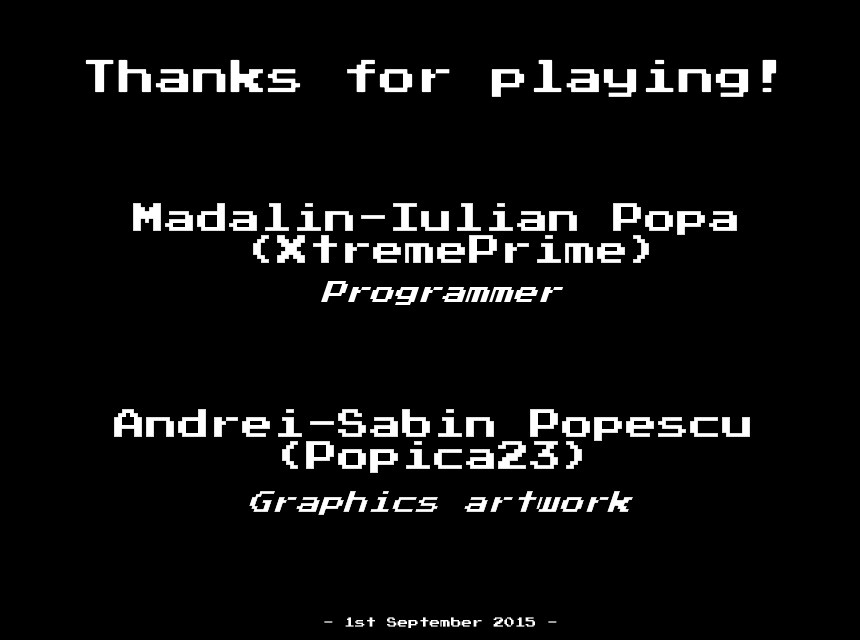 Thanks for playing!
Madalin-Iulian Popa
(XtremePrime)
Programmer
Andrei-Sabin Popescu
(Popica23)
Graphics artwork
- 1st September 2015 -